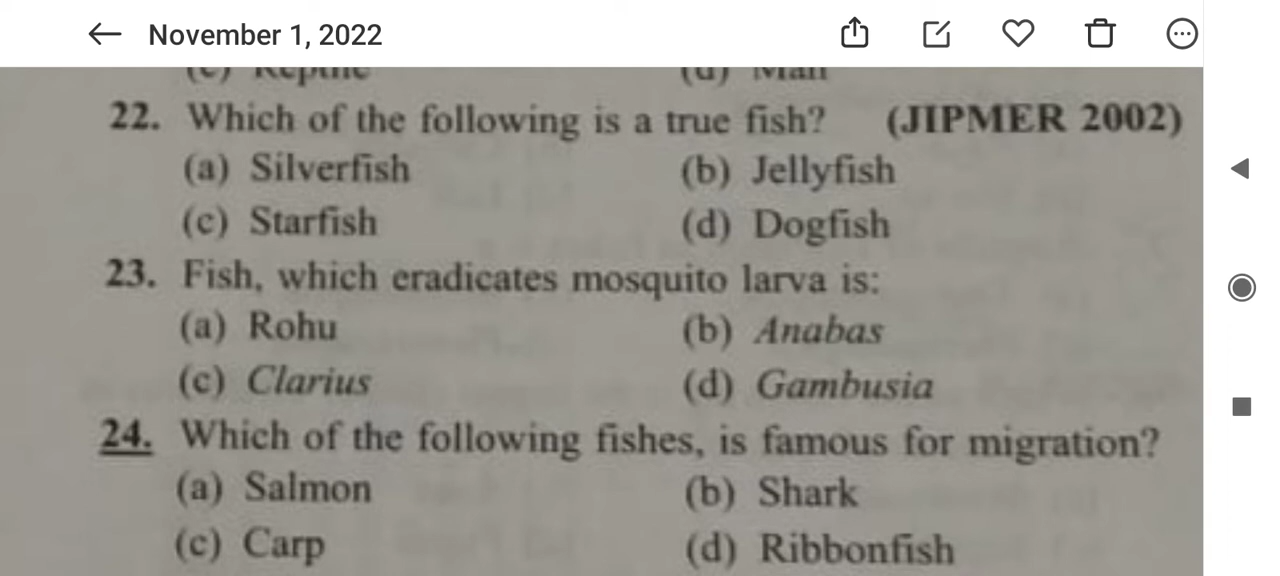 November 1, 2022
(c) Reptile (d) Man
22. Which of the following is a true fish? (JIPMER 2002)
(a) Silverfish (b) Jellyfish
(c) Starfish (d) Dogfish
23. Fish, which eradicates mosquito larva is:
(a) Rohu (b) Anabas
(c) Clarius (d) Gambusia
24. Which of the following fishes, is famous for migration?
(a) Salmon (b) Shark
(c) Carp (d) Ribbonfish